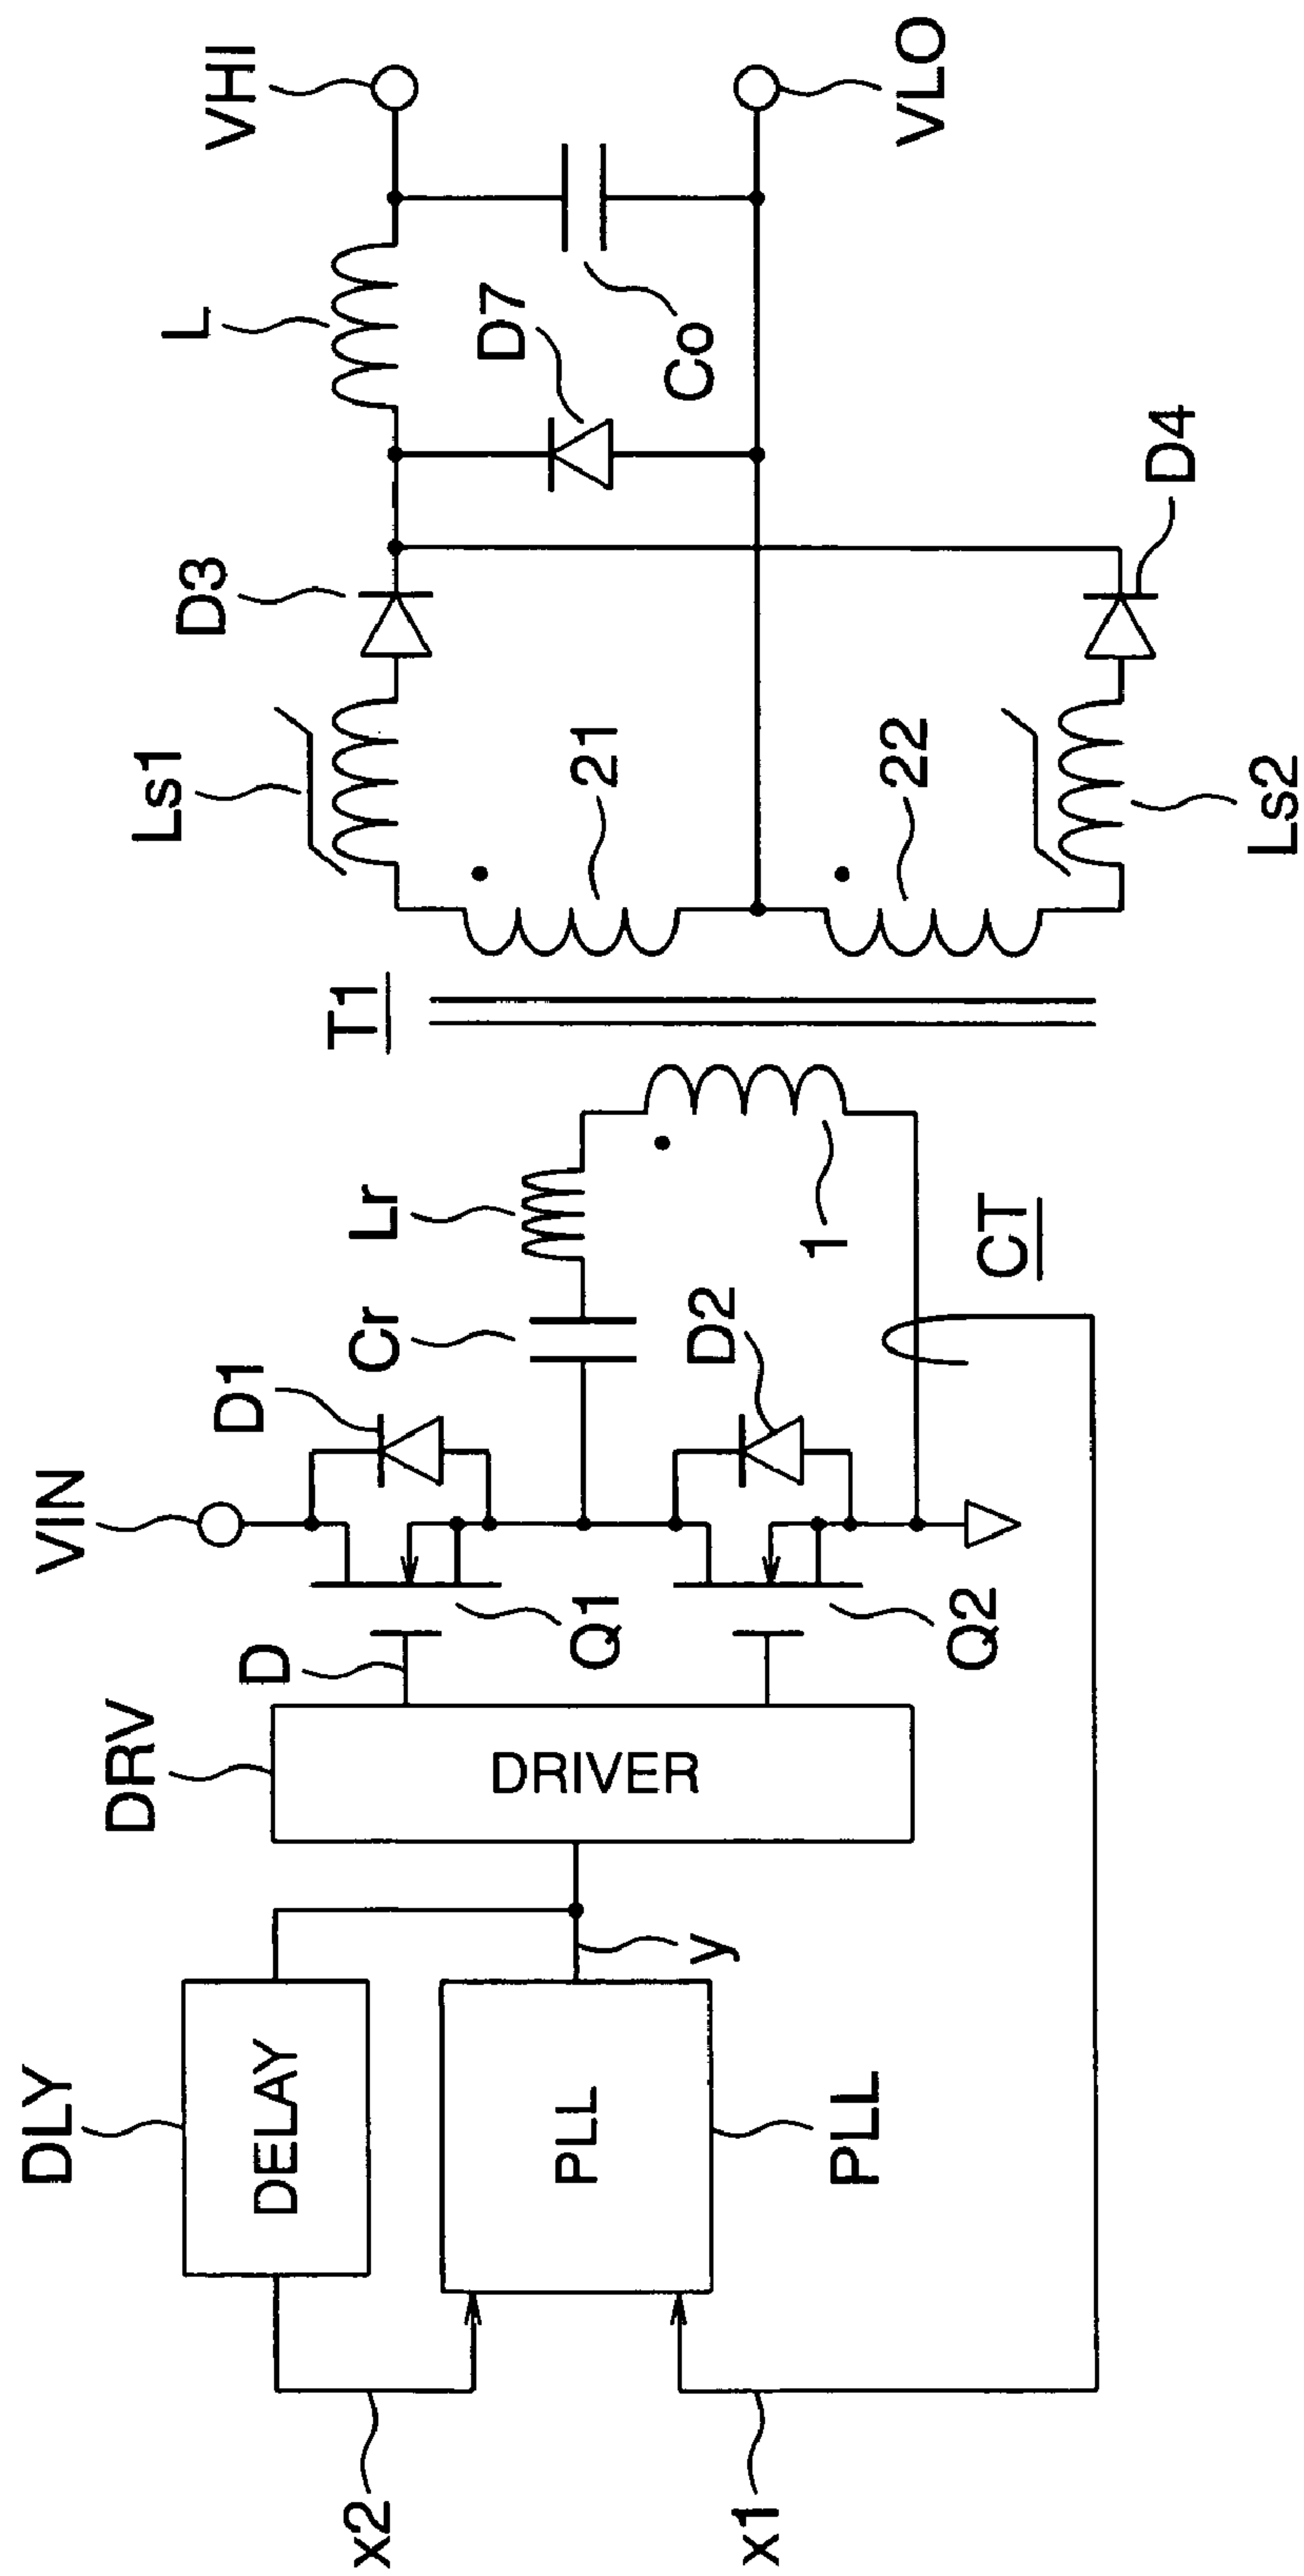 VHI
VLO
L
D7
Co
D3
D4
Ls1
21
22
Ls2
T1
Lr
1
CT
Cr
D2
D1
VIN
Q1
Q2
D
DRV
DRIVER
y
DLY
DELAY
PLL
PLL
x2
x1